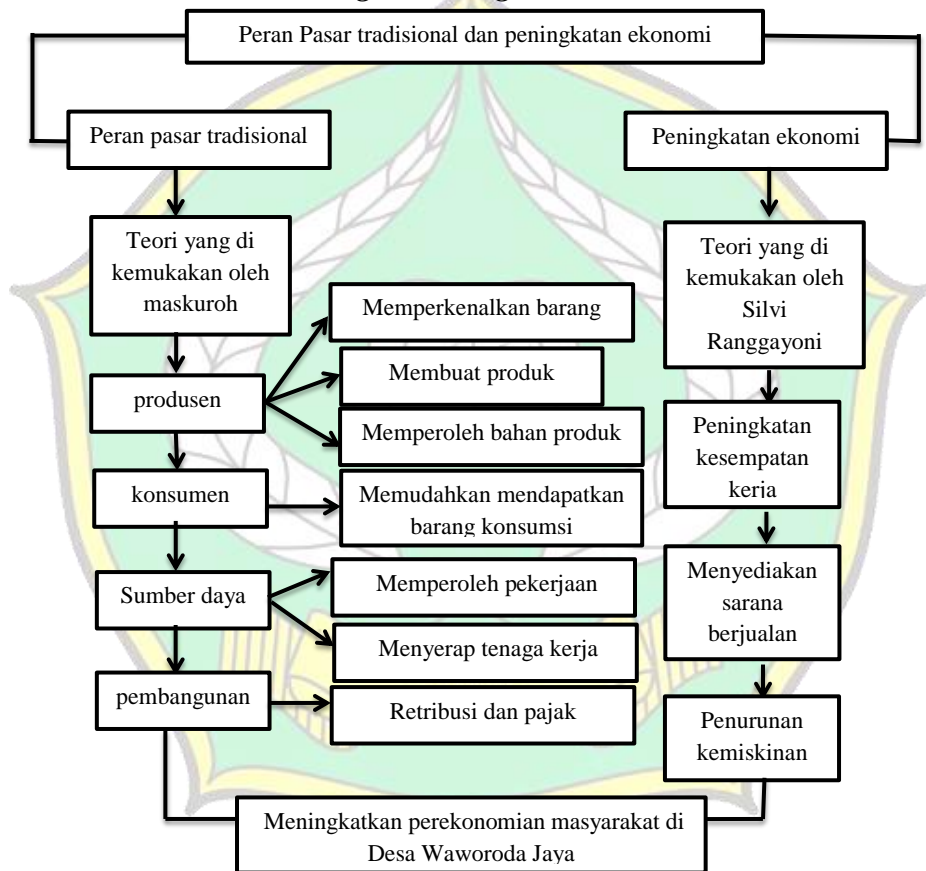 Peran Pasar tradisional dan peningkatan ekonomi
Peran pasar tradisional
Peningkatan ekonomi
Teori yang di
kemukakan oleh
maskuroh
Teori yang di
kemukakan oleh
Silvi
Ranggayoni
Memperkenalkan barang
produsen
Membuat produk
Memperoleh bahan produk
Peningkatan
kesempatan
kerja
konsumen
Memudahkan mendapatkan
barang konsumsi
Sumber daya
Memperoleh pekerjaan
Menyerap tenaga kerja
Menyediakan
sarana
berjualan
pembangunan
Retribusi dan pajak
Penurunan
kemiskinan
Meningkatkan perekonomian masyarakat di
Desa Waworoda Jaya